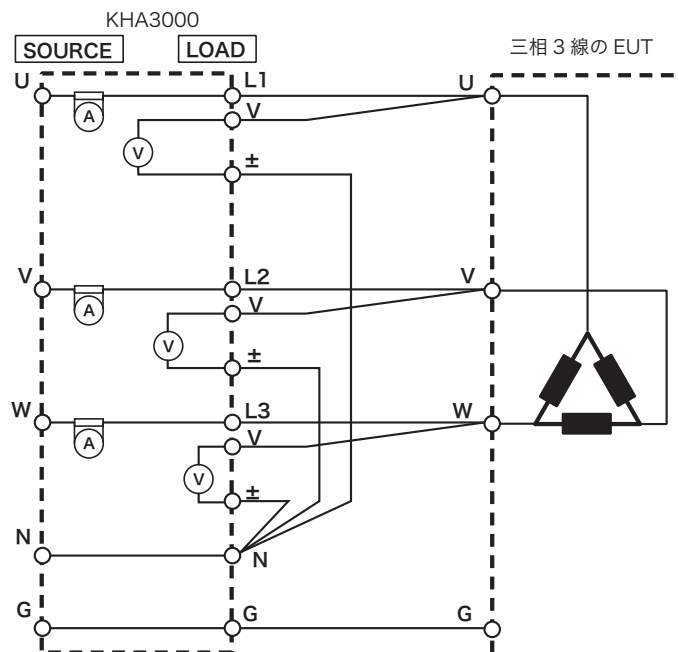 KHA3000
SOURCE LOAD
三相 3 線の EUT
U L1 U
A V
V
±
V L2 V
A V
V
±
W L3 W
A V
V
±
N N
G G G